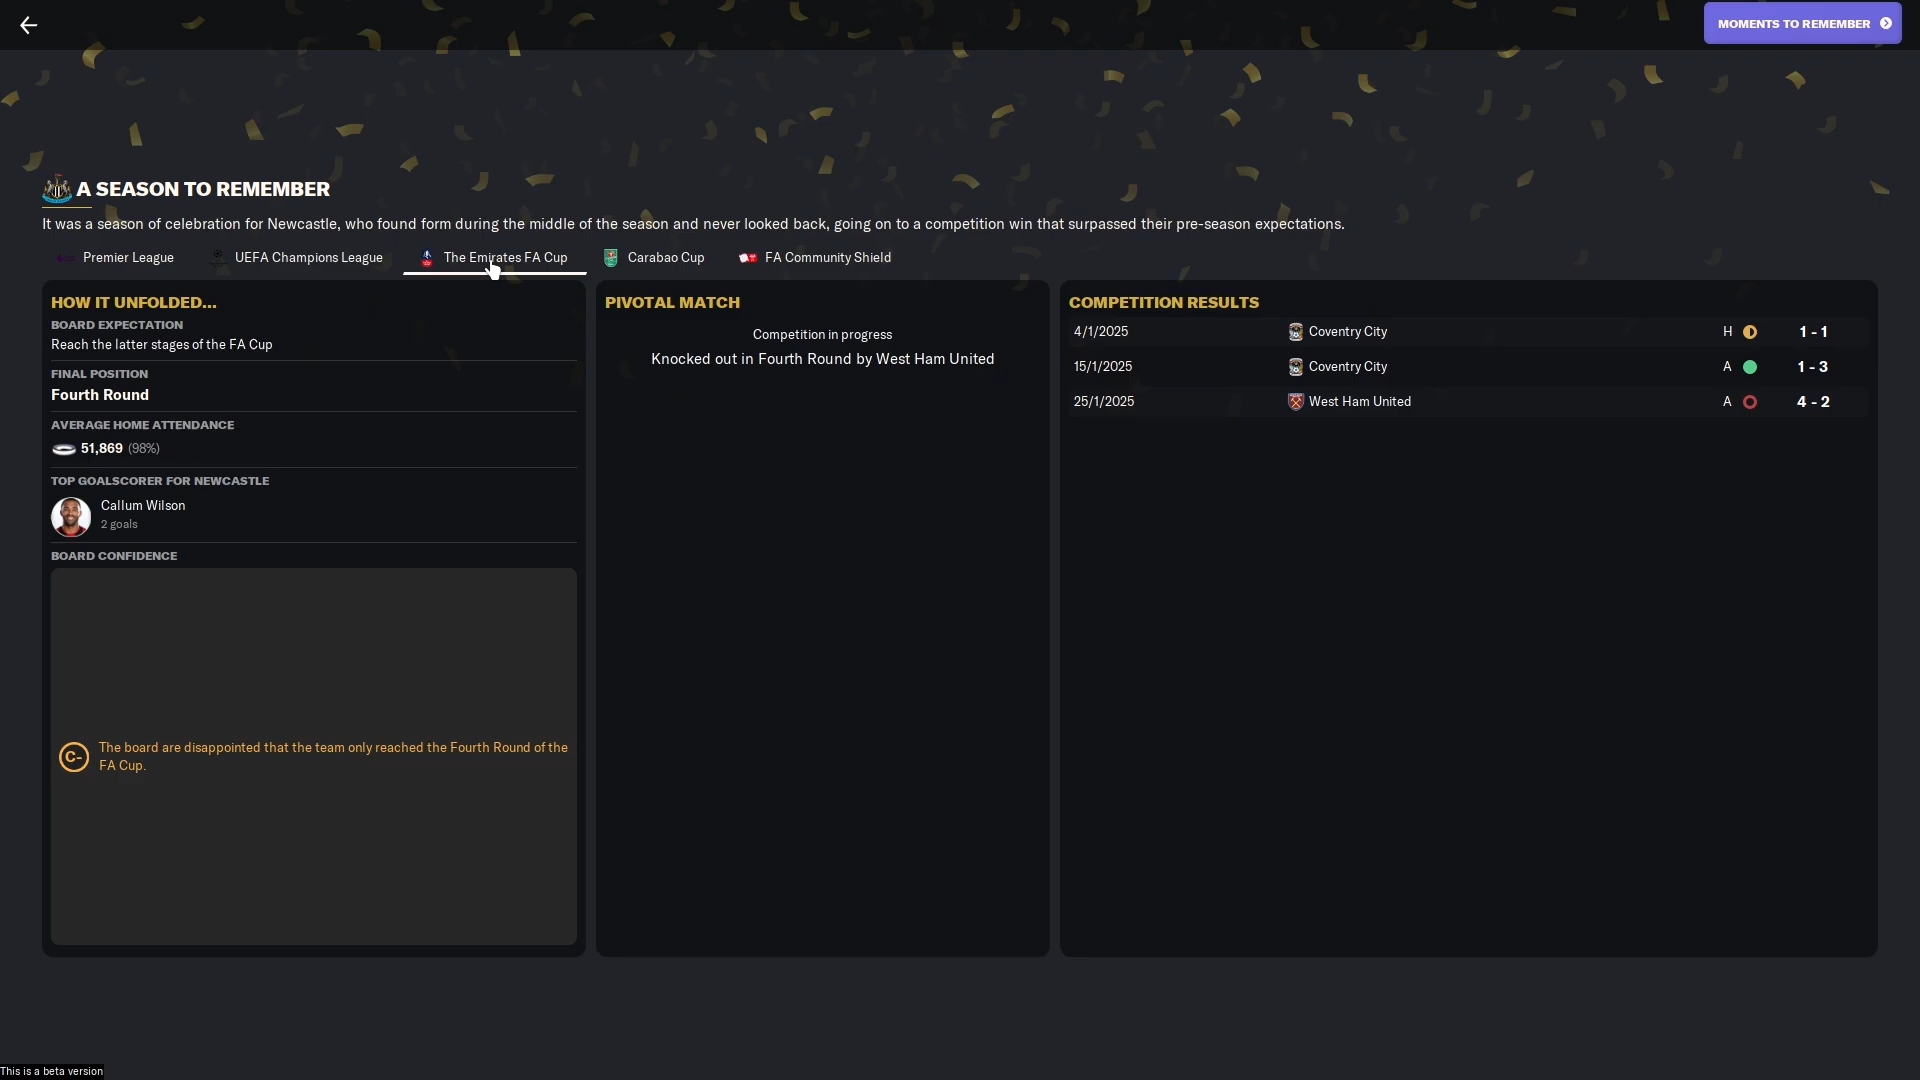 MOMENTS TO REMEMBER
A SEASON TO REMEMBER
It was a season of celebration for Newcastle, who found form during the middle of the season and never looked back, going on to a competition win that surpassed their pre-season expectations.
Premier League UEFA Champions League The Emirates FA Cup Carabao Cup FA Community Shield
HOW IT UNFOLDED...
BOARD EXPECTATION
Reach the latter stages of the FA Cup
FINAL POSITION
Fourth Round
AVERAGE HOME ATTENDANCE
51,869 (98%)
TOP GOALSCORER FOR NEWCASTLE
Callum Wilson
2 goals
BOARD CONFIDENCE
C- The board are disappointed that the team only reached the Fourth Round of the
FA Cup.
PIVOTAL MATCH
Competition in progress
Knocked out in Fourth Round by West Ham United
COMPETITION RESULTS
4/1/2025 Coventry City H 1 - 1
15/1/2025 Coventry City A 1 - 3
25/1/2025 West Ham United A 4 - 2
This is a beta version